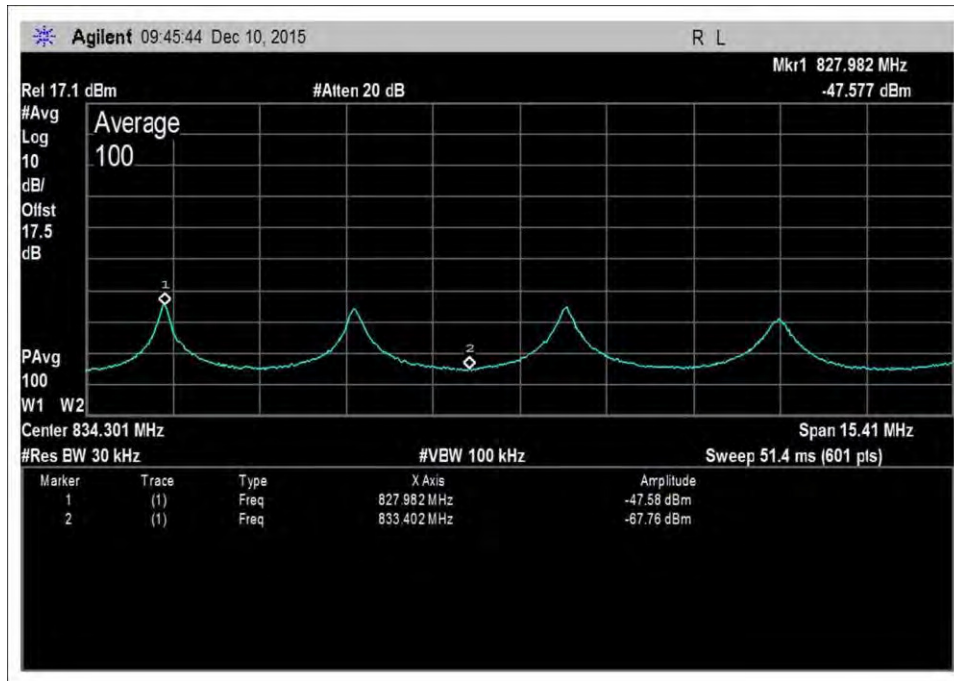 Agilent 09:45:44 Dec 10, 2015 R L
Mkr1 827.982 MHz
Rel 17.1 dBm #Atten 20 dB -47.577 dBm
#Avg
Log
10
dB/
Offst
17.5
dB
Average
100
1
2
PAvg
100
W1 W2
Center 834.301 MHz Span 15.41 MHz
#Res BW 30 kHz #VBW 100 kHz Sweep 51.4 ms (601 pts)
Marker Trace Type X Axis Amplitude
1 (1) Freq 827.982 MHz -47.58 dBm
2 (1) Freq 833.402 MHz -67.76 dBm